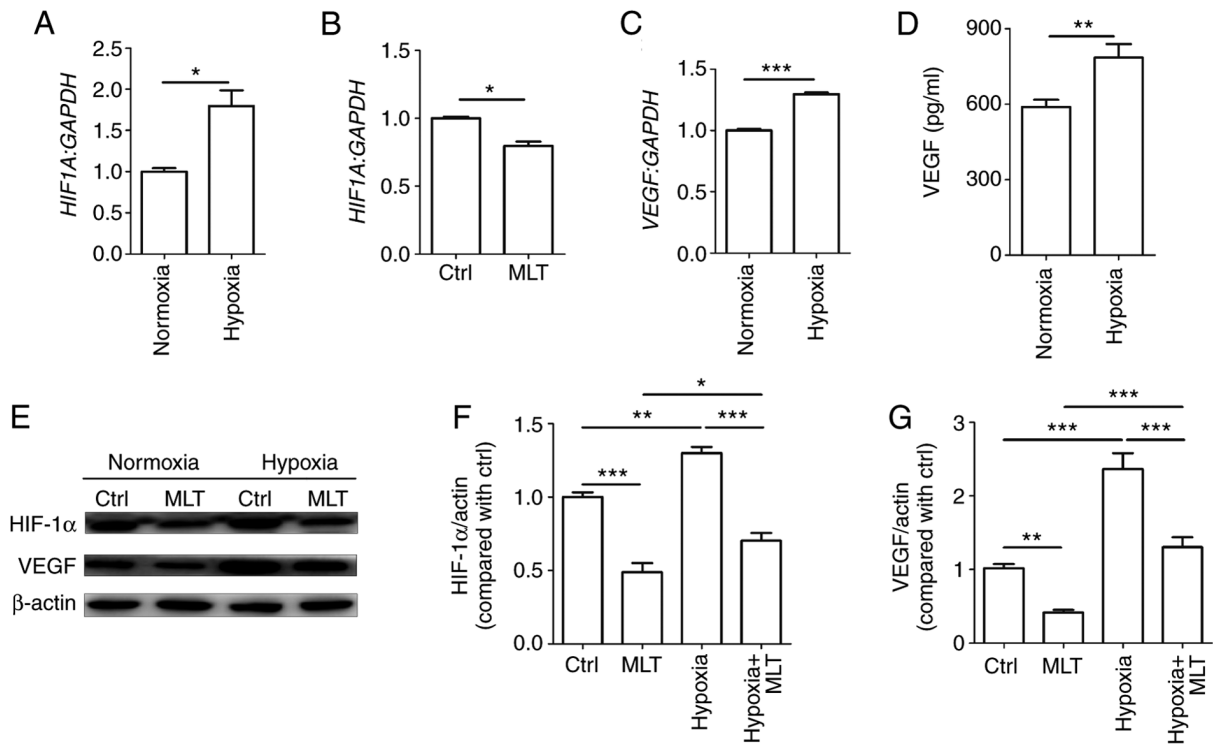 A
HIF1A:GAPDH
2.5
2.0
1.5
1.0
0.5
0.0
*
Normoxia
Hypoxia
B
HIF1A:GAPDH
1.5
1.0
0.5
0.0
*
Ctrl
MLT
C
VEGF:GAPDH
1.5
1.0
0.5
0.0
***
Normoxia
Hypoxia
D
VEGF (pg/ml)
900
600
300
0
**
Normoxia
Hypoxia
E
Normoxia Hypoxia
Ctrl MLT Ctrl MLT
HIF-1α
VEGF
β-actin
F
HIF-1α/actin
(compared with ctrl)
1.5
1.0
0.5
0.0
*
** ***
***
Ctrl
MLT
Hypoxia
Hypoxia+
MLT
G
VEGF/actin
(compared with ctrl)
3
2
1
0
***
*** ***
**
Ctrl
MLT
Hypoxia
Hypoxia+
MLT